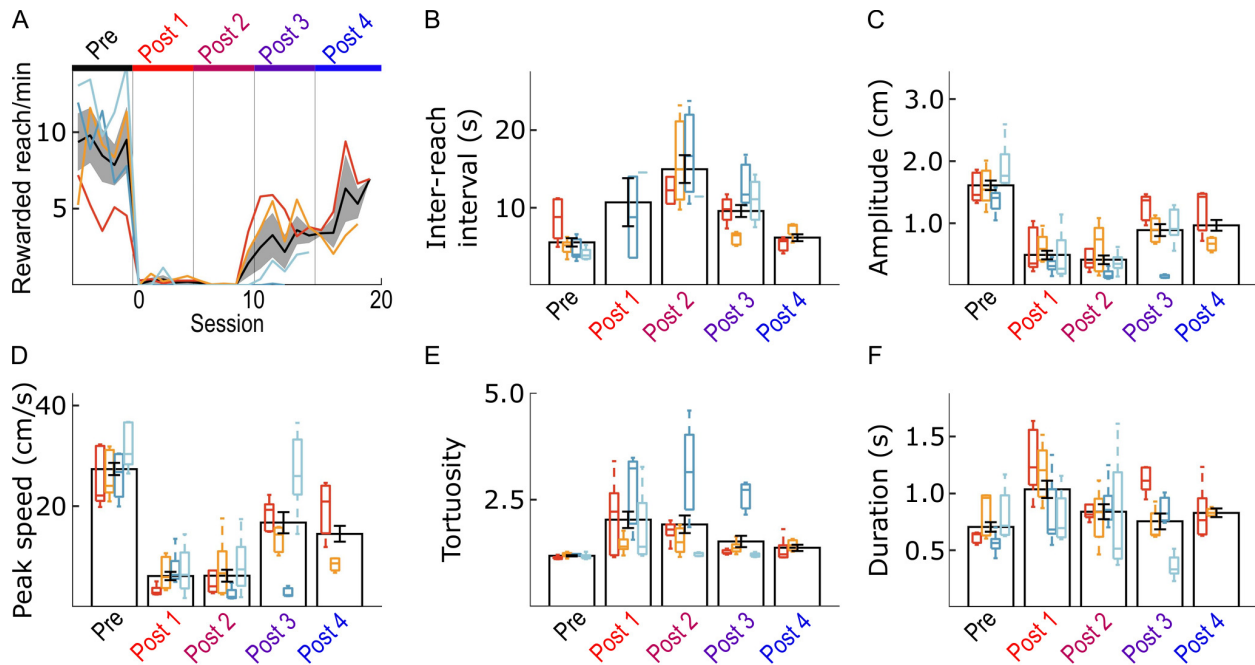 A
Pre
Post 1
Post 2
Post 3
Post 4
Rewarded reach/min
10
5
0
10
20
Session
B
Inter-reach
interval (s)
20
10
Pre
Post 1
Post 2
Post 3
Post 4
C
Amplitude (cm)
3.0
2.0
1.0
Pre
Post 1
Post 2
Post 3
Post 4
D
Peak speed (cm/s)
40
20
Pre
Post 1
Post 2
Post 3
Post 4
E
Tortuosity
5.0
2.5
Pre
Post 1
Post 2
Post 3
Post 4
F
Duration (s)
1.5
1.0
0.5
Pre
Post 1
Post 2
Post 3
Post 4